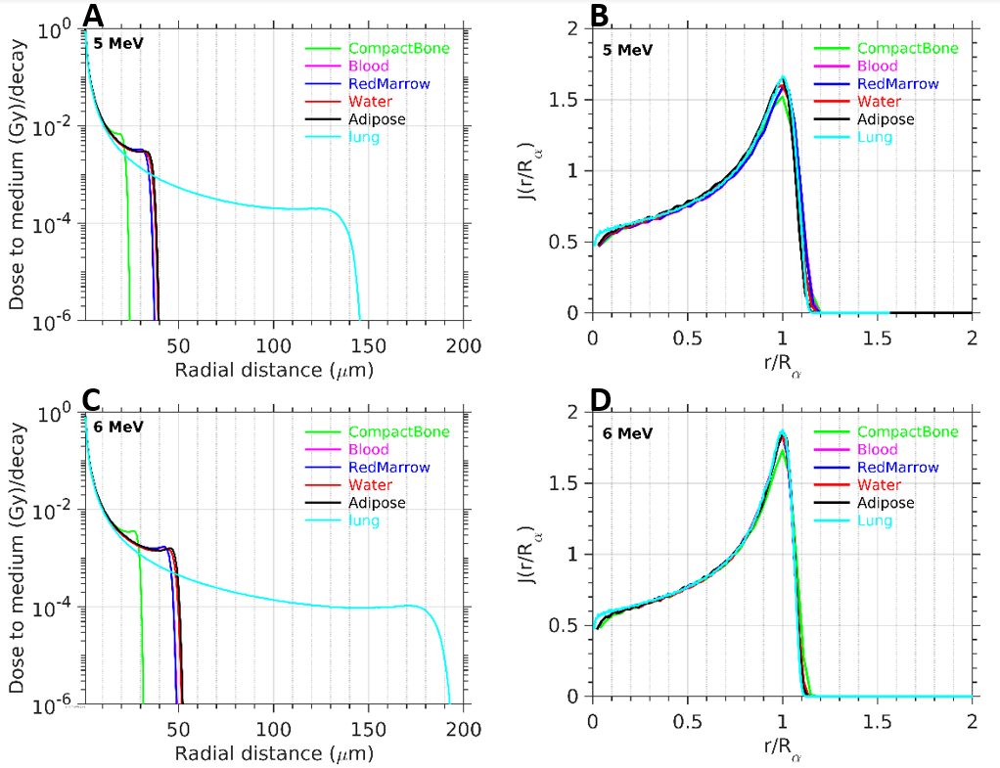 A
5 MeV
CompactBone
Blood
RedMarrow
Water
Adipose
lung
Dose to medium (Gy)/decay
10^0
10^-2
10^-4
10^-6
50
100
150
200
Radial distance (μm)
B
5 MeV
CompactBone
Blood
RedMarrow
Water
Adipose
Lung
J(r/R_α)
2
1.5
1
0.5
0
0
0.5
1
1.5
2
r/R_α
C
6 MeV
CompactBone
Blood
RedMarrow
Water
Adipose
lung
Dose to medium (Gy)/decay
10^0
10^-2
10^-4
10^-6
50
100
150
200
Radial distance (μm)
D
6 MeV
CompactBone
Blood
RedMarrow
Water
Adipose
Lung
J(r/R_α)
2
1.5
1
0.5
0
0
0.5
1
1.5
2
r/R_α